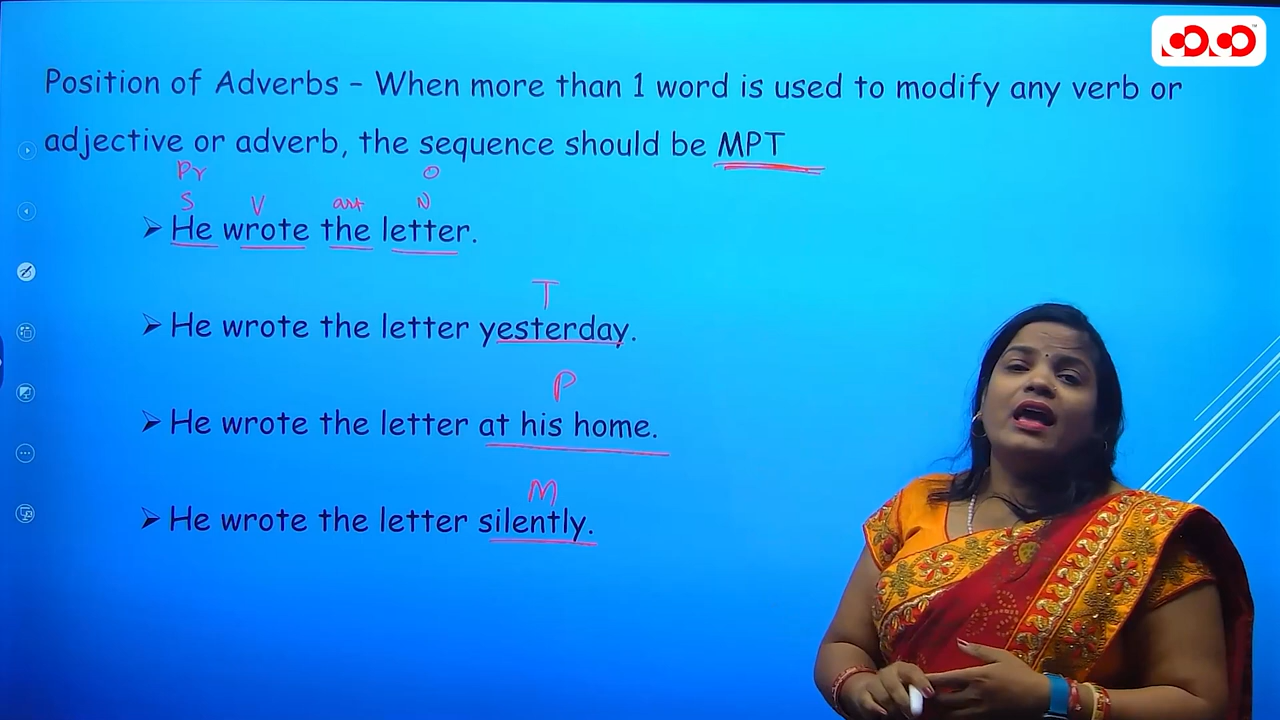 Position of Adverbs – When more than 1 word is used to modify any verb or
adjective or adverb, the sequence should be MPT
Pr O
S V art N
He wrote the letter.
T
He wrote the letter yesterday.
P
He wrote the letter at his home.
M
He wrote the letter silently.